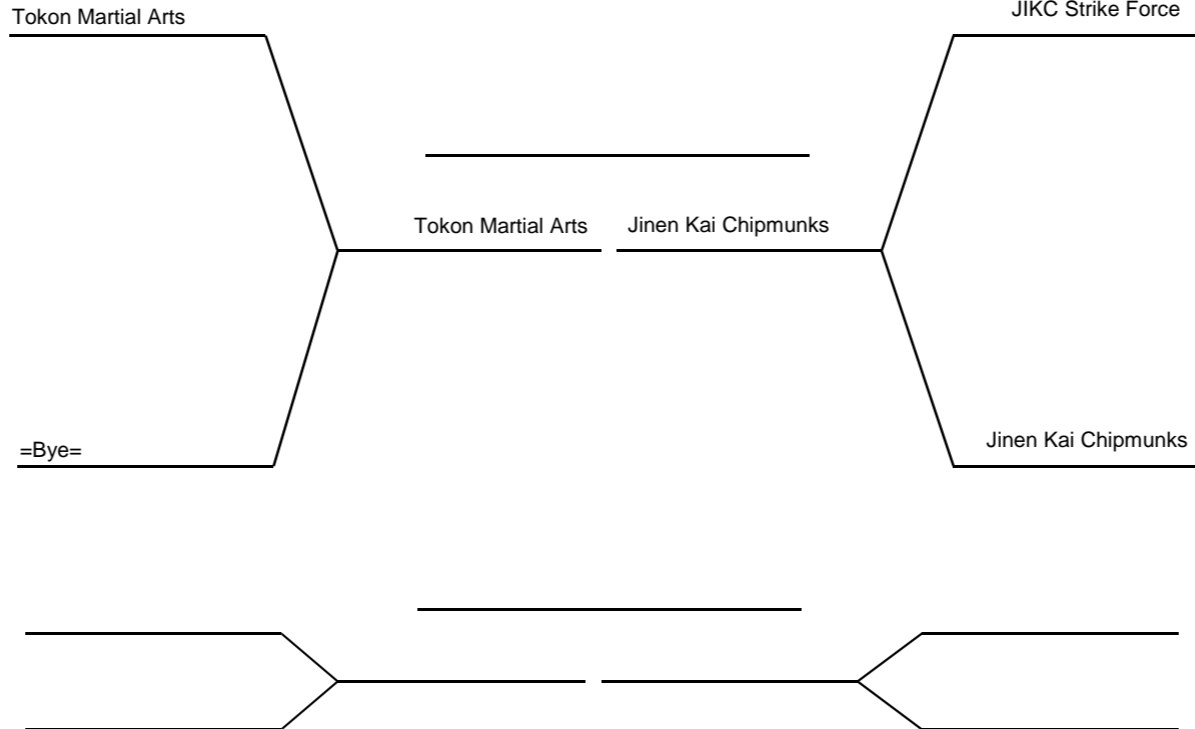 Tokon Martial Arts
JIKC Strike Force
Tokon Martial Arts
Jinen Kai Chipmunks
=Bye=
Jinen Kai Chipmunks